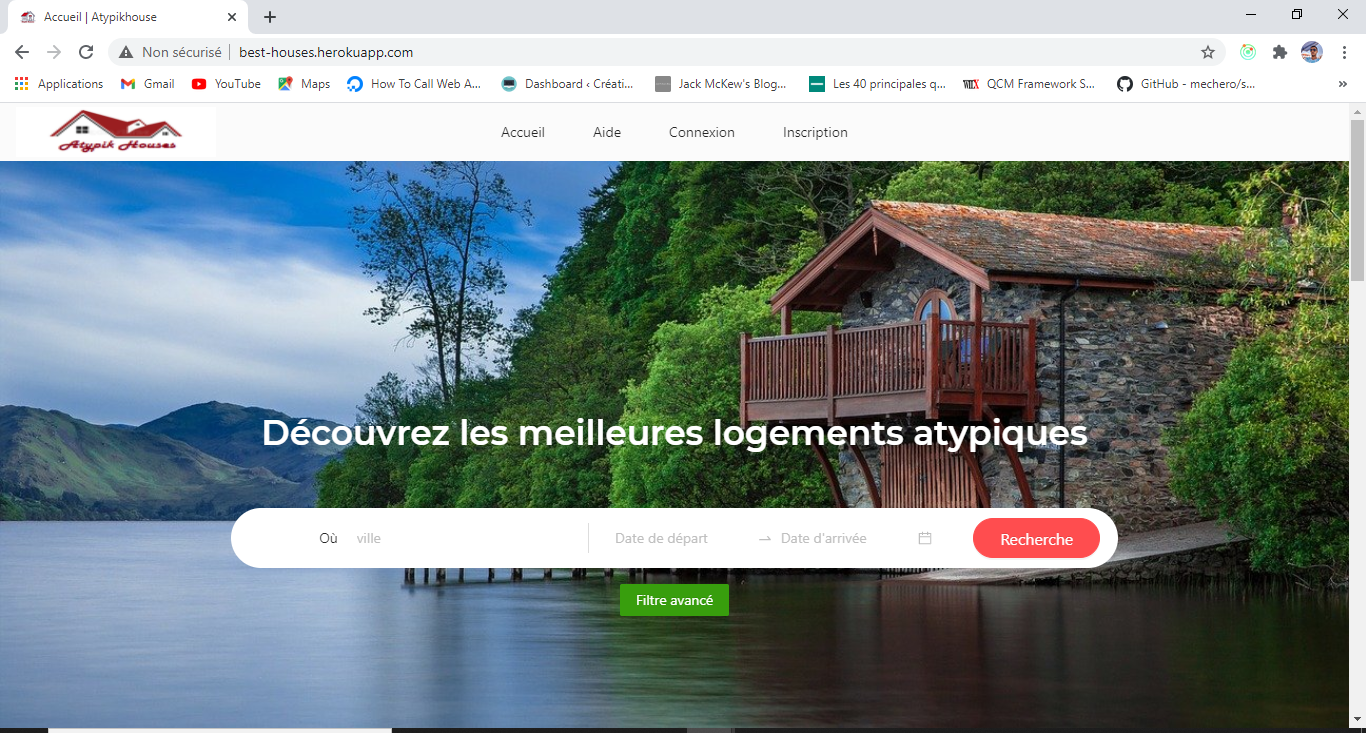 Accueil | Atypikhouse
Non sécurisé | best-houses.herokuapp.com
Applications Gmail YouTube Maps How To Call Web A... Dashboard ‹ Créati... Jack McKew's Blog... Les 40 principales q... QCM Framework S... GitHub - mechero/s... »
Atypik Houses
Accueil Aide Connexion Inscription
Découvrez les meilleures logements atypiques
Où ville Date de départ → Date d'arrivée Recherche
Filtre avancé